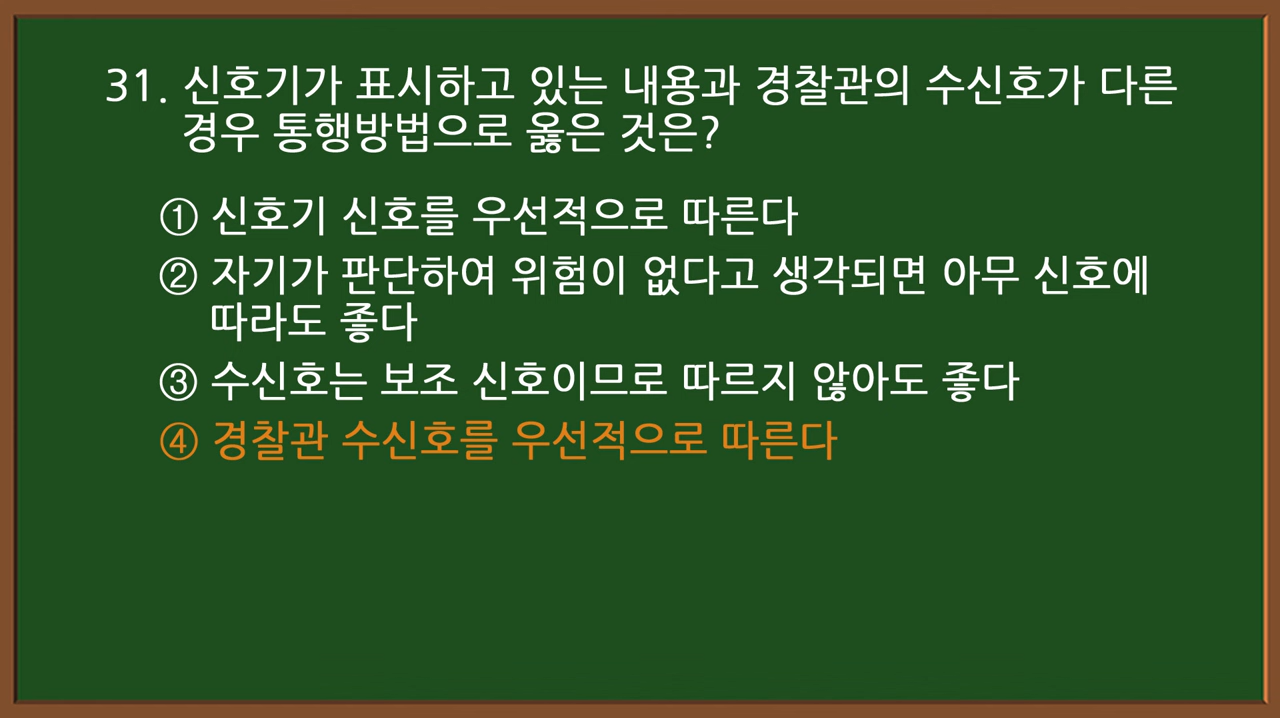 31. 신호기가 표시하고 있는 내용과 경찰관의 수신호가 다른
경우 통행방법으로 옳은 것은?
① 신호기 신호를 우선적으로 따른다
② 자기가 판단하여 위험이 없다고 생각되면 아무 신호에
따라도 좋다
③ 수신호는 보조 신호이므로 따르지 않아도 좋다
④ 경찰관 수신호를 우선적으로 따른다